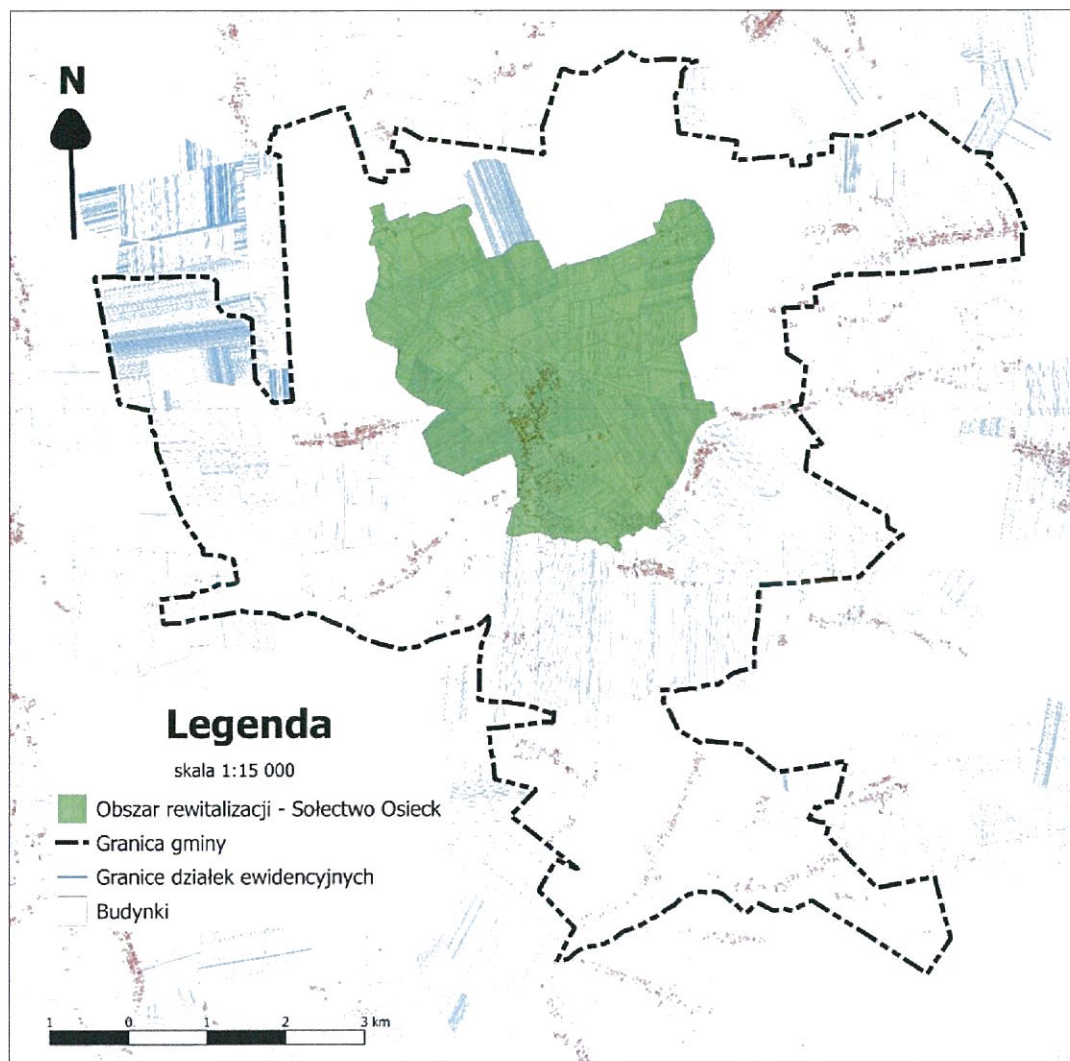 N
Legenda
skala 1:15 000
Obszar rewitalizacji - Sołectwo Osieck
Granica gminy
Granice działek ewidencyjnych
Budynki
1 0 1 2 3 km